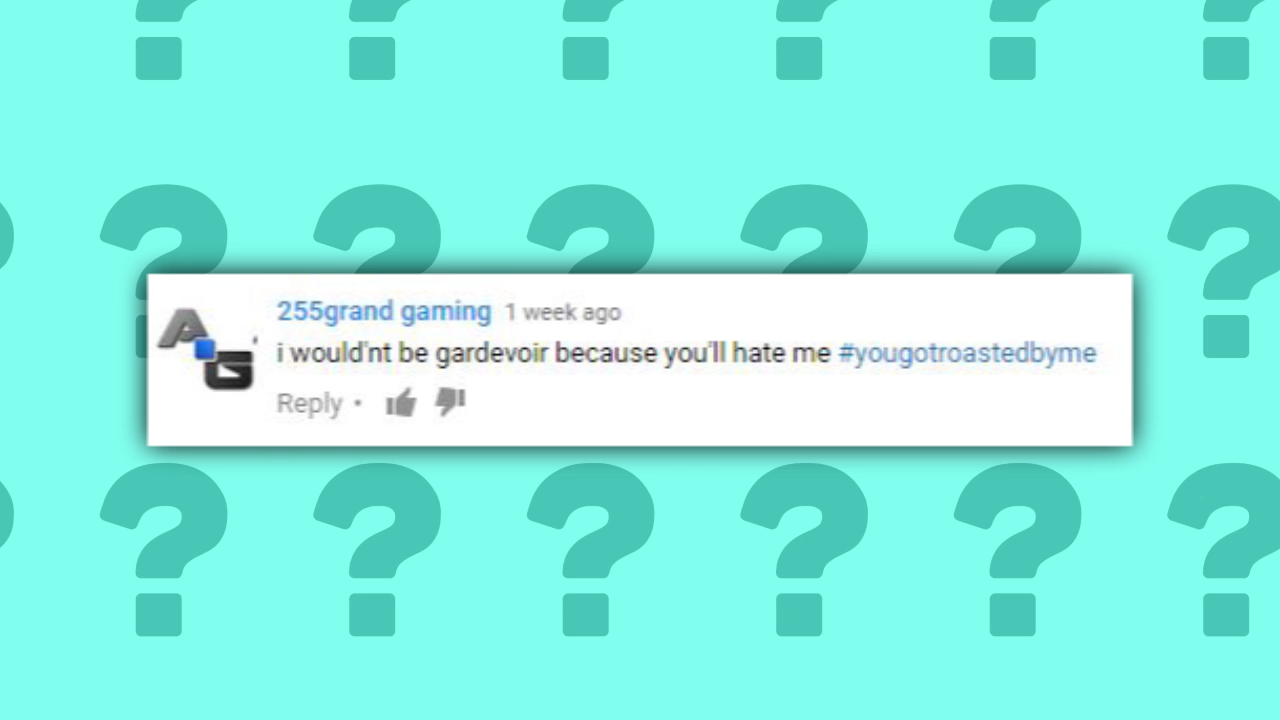 255grand gaming 1 week ago
i would'nt be gardevoir because you'll hate me #yougotroastedbyme
Reply •